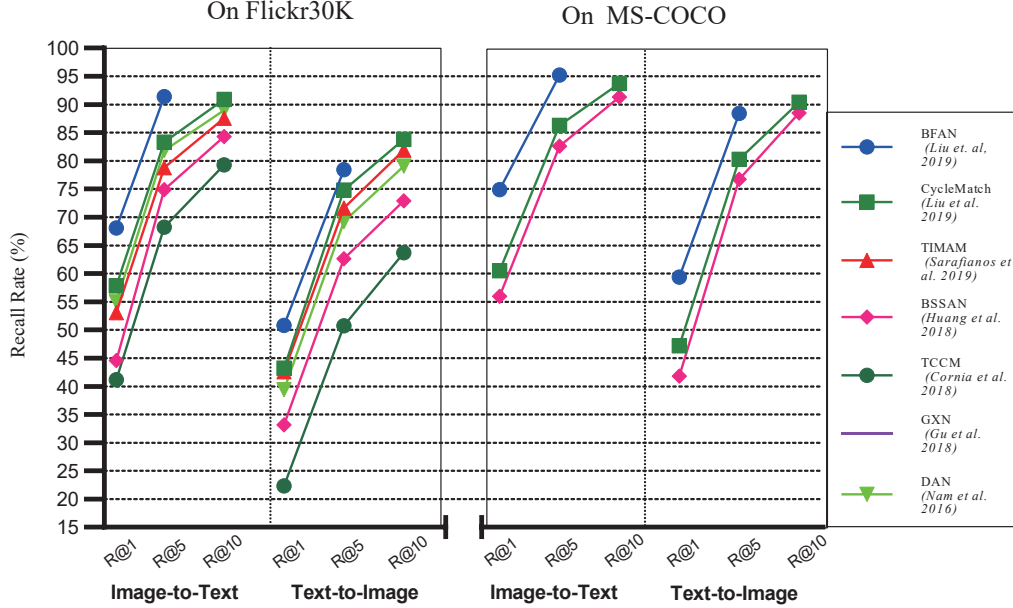 On Flickr30K
On MS-COCO
Recall Rate (%)
100
95
90
85
80
75
70
65
60
55
50
45
40
35
30
25
20
15
R@1
R@5
R@10
R@1
R@5
R@10
R@1
R@5
R@10
R@1
R@5
R@10
Image-to-Text
Text-to-Image
Image-to-Text
Text-to-Image
BFAN
(Liu et. al,
2019)
CycleMatch
(Liu et al.
2019)
TIMAM
(Sarafianos et
al. 2019)
BSSAN
(Huang et al.
2018)
TCCM
(Cornia et al.
2018)
GXN
(Gu et al.
2018)
DAN
(Nam et al.
2016)